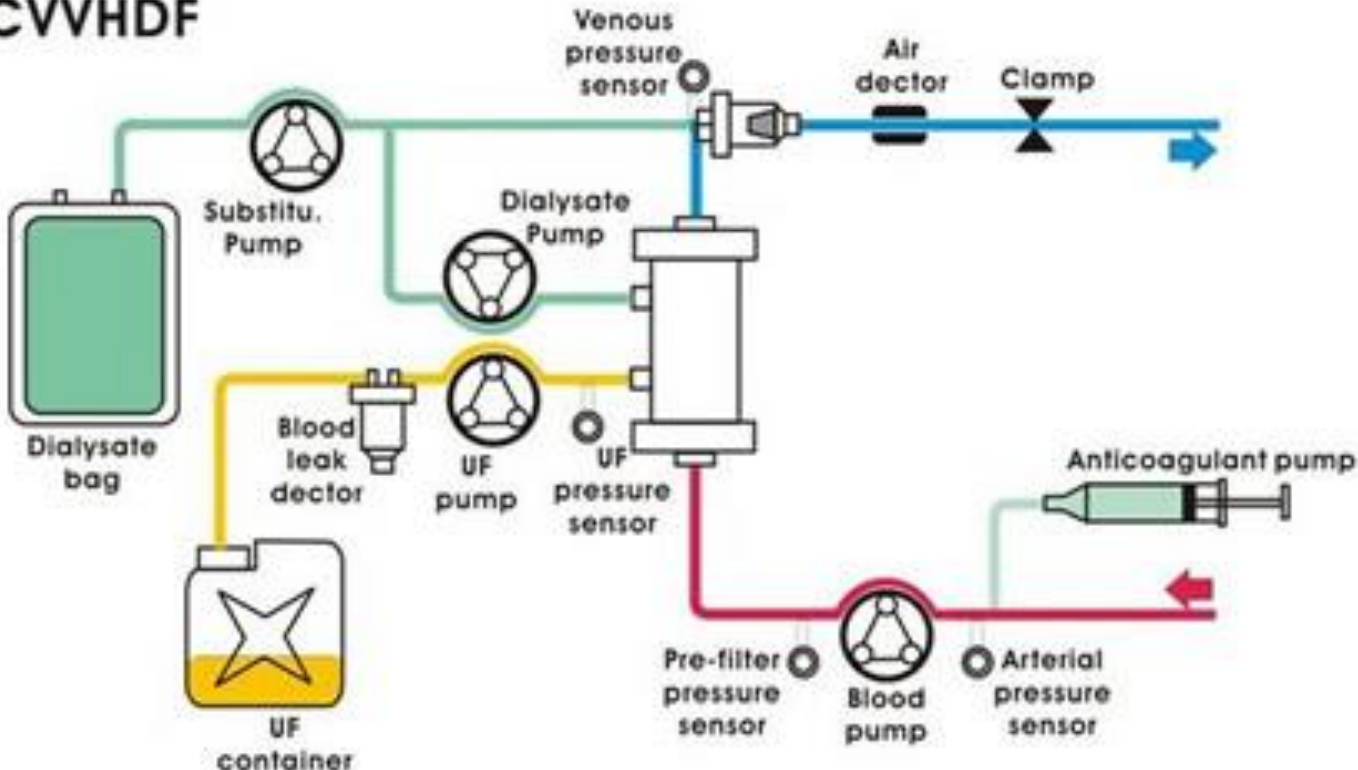 CVVHDF
Venous
pressure
sensor
Air
dector
Clamp
Substitu.
Pump
Dialysate
Pump
Dialysate
bag
Blood
leak
dector
UF
pump
UF
pressure
sensor
Anticoagulant pump
UF
container
Pre-filter
pressure
sensor
Blood
pump
Arterial
pressure
sensor